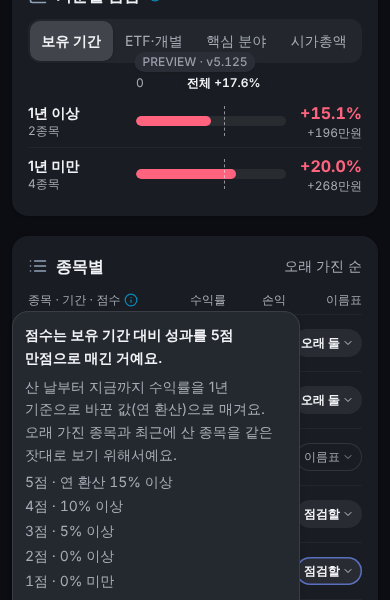 보유 기간 ETF·개별 핵심 분야 시가총액
PREVIEW · v5.125
0 전체 +17.6%
1년 이상 +15.1%
2종목 +196만원
1년 미만 +20.0%
4종목 +268만원
종목별 오래 가진 순
종목 · 기간 · 점수 수익률 손익 이름표
점수는 보유 기간 대비 성과를 5점
만점으로 매긴 거예요.
오래 둘
산 날부터 지금까지 수익률을 1년
기준으로 바꾼 값(연 환산)으로 매겨요.
오래 둘
오래 가진 종목과 최근에 산 종목을 같은
잣대로 보기 위해서예요.
이름표
5점 · 연 환산 15% 이상
4점 · 10% 이상
점검할
3점 · 5% 이상
2점 · 0% 이상
점검할
1점 · 0% 미만